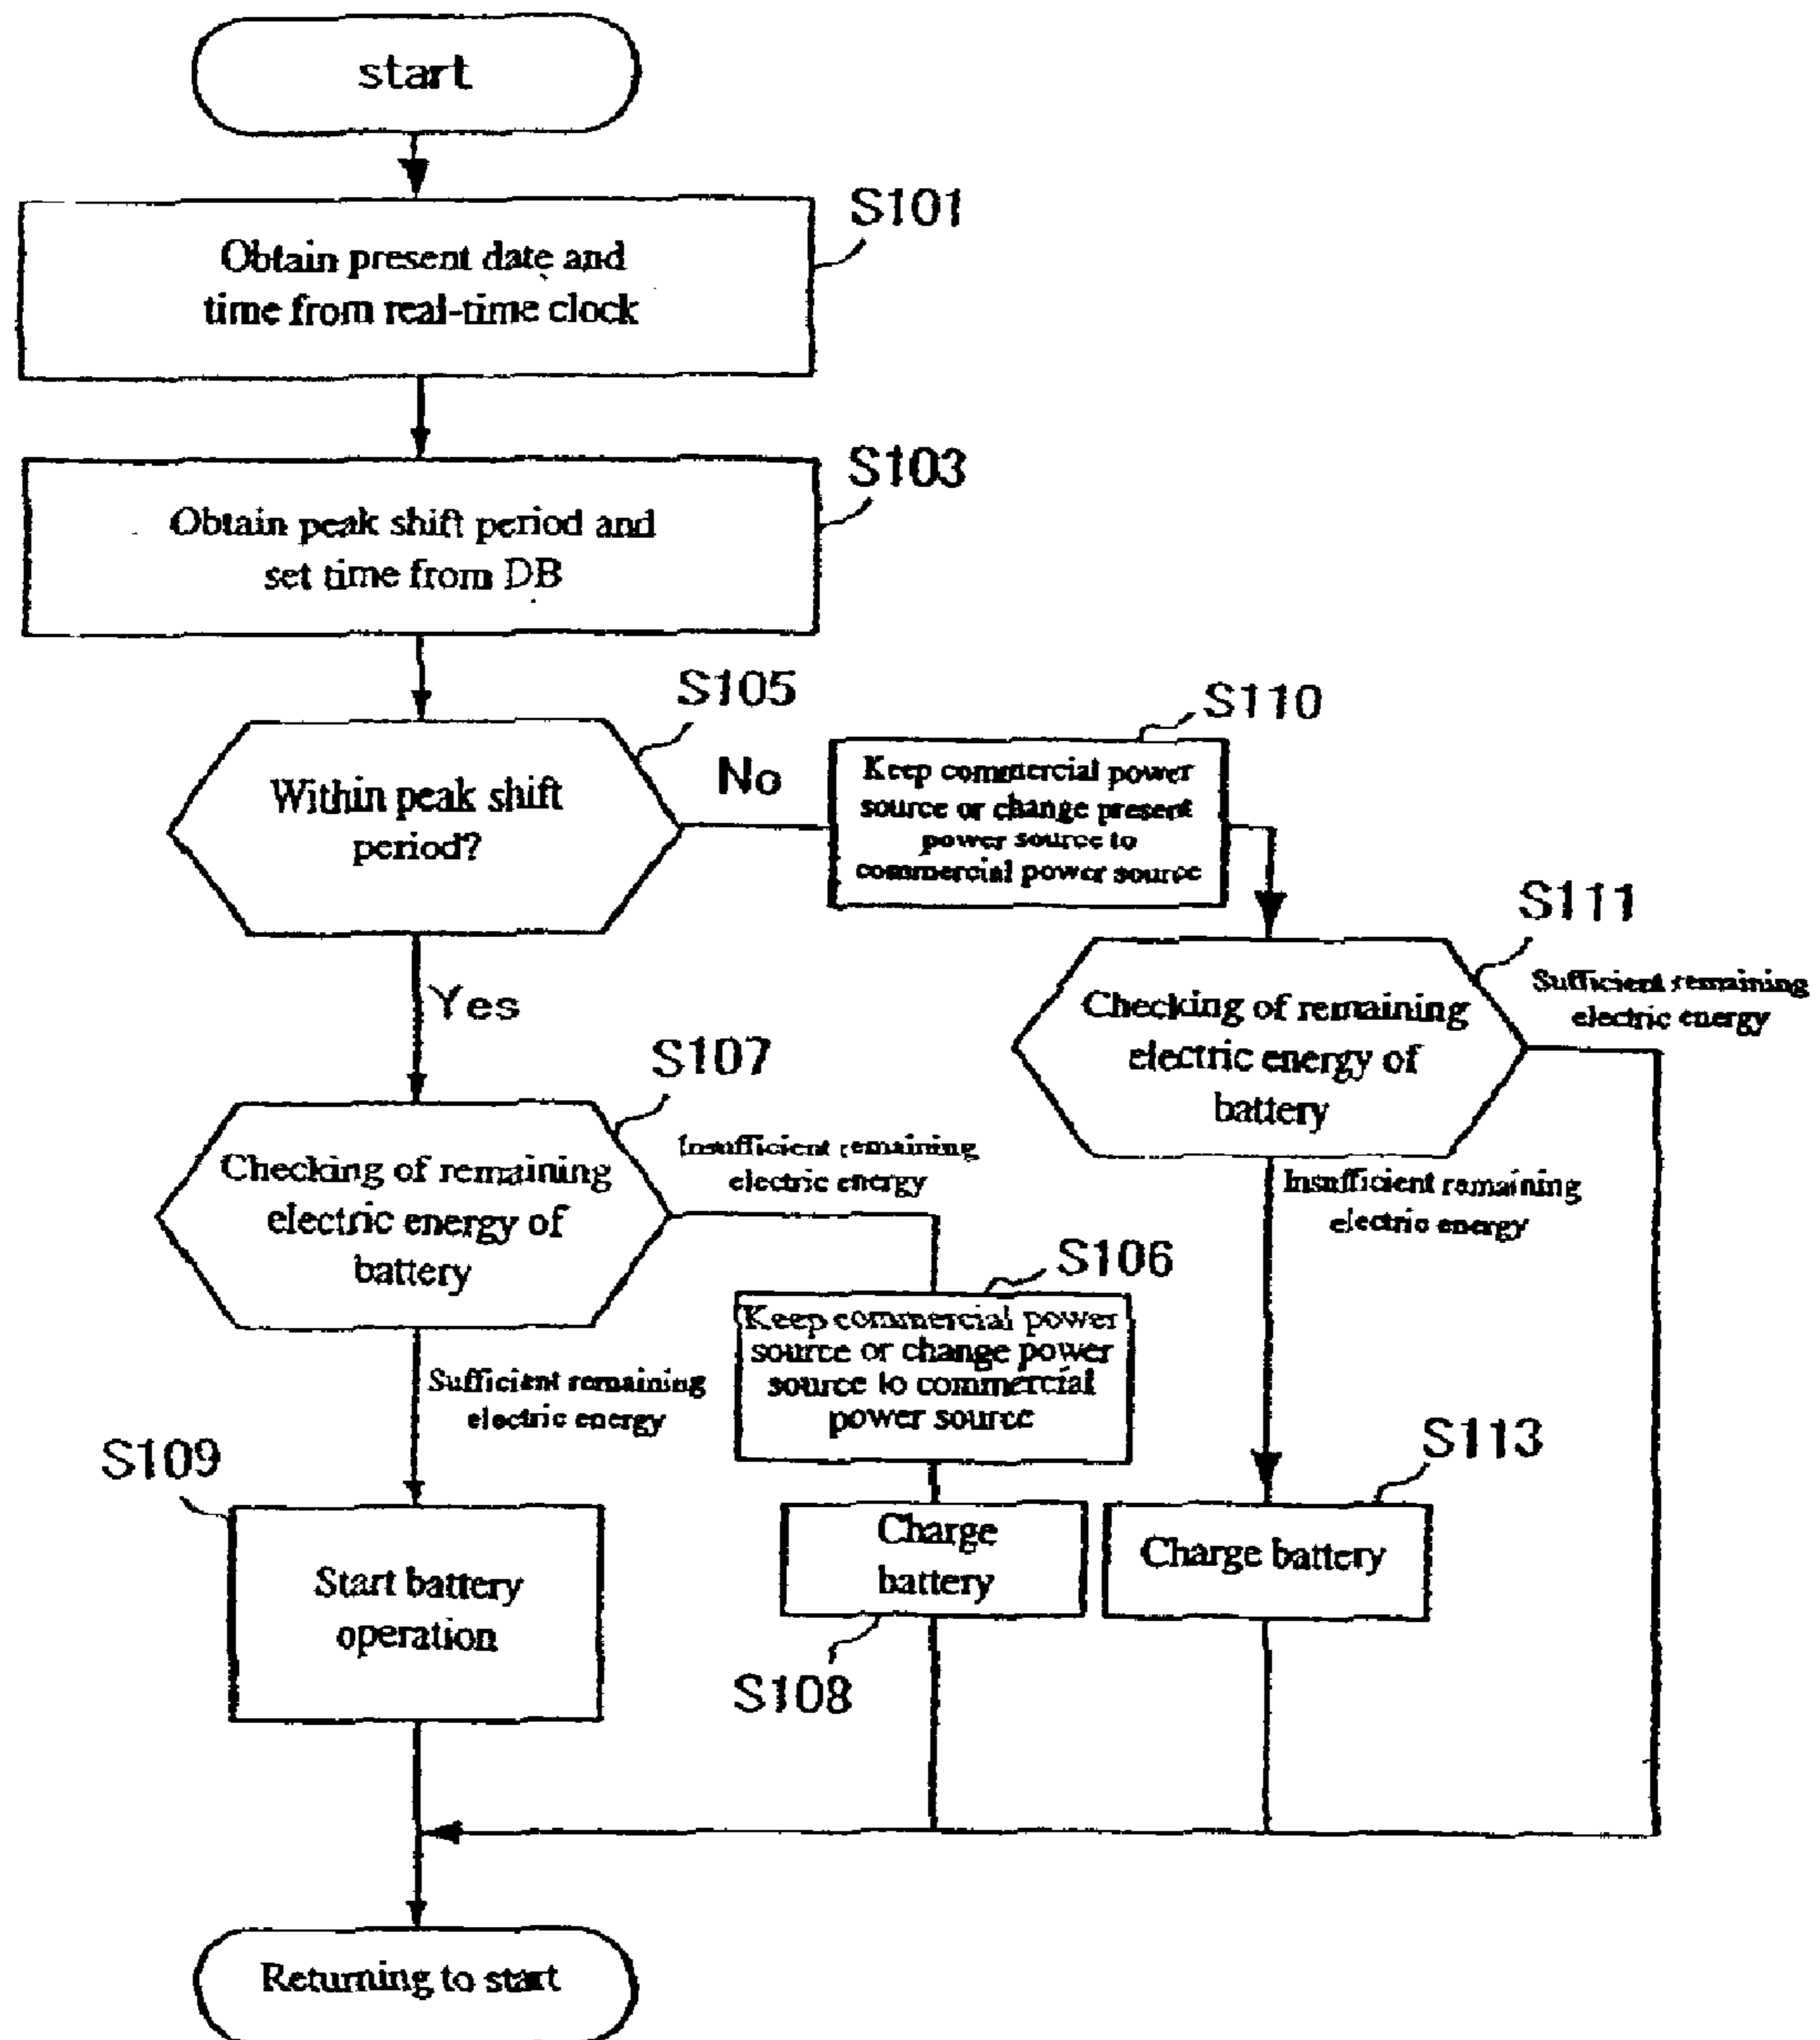 start
S101
Obtain present date and
time from real-time clock
S103
Obtain peak shift period and
set time from DB
S105
Within peak shift
period?
No
S110
Keep commercial power
source or change present
power source to
commercial power source
Yes
S111
Checking of remaining
electric energy of
battery
Sufficient remaining
electric energy
S107
Checking of remaining
electric energy of
battery
Insufficient remaining
electric energy
Insufficient remaining
electric energy
S106
Keep commercial power
source or change power
source to commercial
power source
Sufficient remaining
electric energy
S109
Start battery
operation
Charge
battery
S108
S113
Charge battery
Returning to start